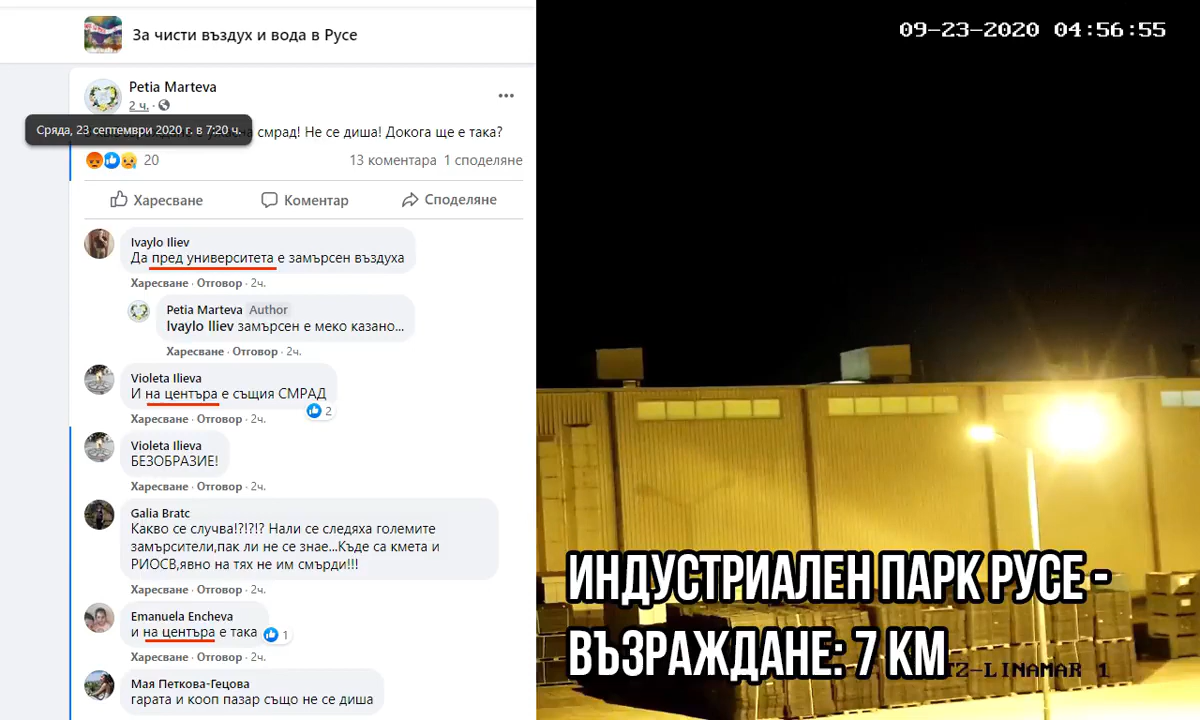 За чисти въздух и вода в Русе
Petia Marteva
2 ч. ·
Сряда, 23 септември 2020 г. в 7:20 ч.
смрад! Не се диша! Докога ще е така?
20
13 коментара 1 споделяне
Харесване
Коментар
Споделяне
Ivaylo Iliev
Да пред университета е замърсен въздуха
Харесване · Отговор · 2ч.
Petia Marteva Author
Ivaylo Iliev замърсен е меко казано...
Харесване · Отговор · 2ч.
Violeta Ilieva
И на центъра е същия СМРАД
2
Харесване · Отговор · 2ч.
Violeta Ilieva
БЕЗОБРАЗИЕ!
Харесване · Отговор · 2ч.
Galia Bratc
Какво се случва!?!?!? Нали се следяха големите
замърсители,пак ли не се знае...Къде са кмета и
РИОСВ,явно на тях не им смърди!!!
Харесване · Отговор · 2ч.
Emanuela Encheva
и на центъра е така
1
Харесване · Отговор · 2ч.
Мая Петкова-Гецова
гарата и кооп пазар също не се диша
09-23-2020 04:56:55
ИНДУСТРИАЛЕН ПАРК РУСЕ -
ВЪЗРАЖДАНЕ: 7 КМ
TZ-LINAMAR 1